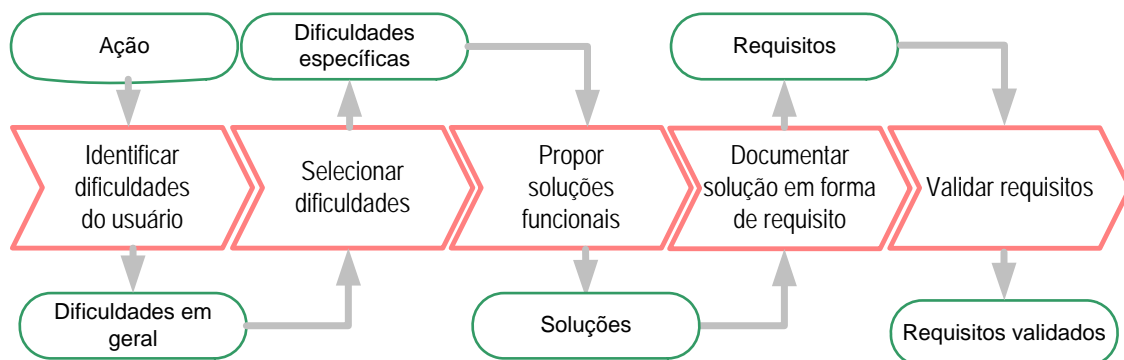 Ação
Dificuldades
específicas
Requisitos
Identificar
dificuldades
do usuário
Selecionar
dificuldades
Propor
soluções
funcionais
Documentar
solução em forma
de requisito
Validar requisitos
Dificuldades em
geral
Soluções
Requisitos validados